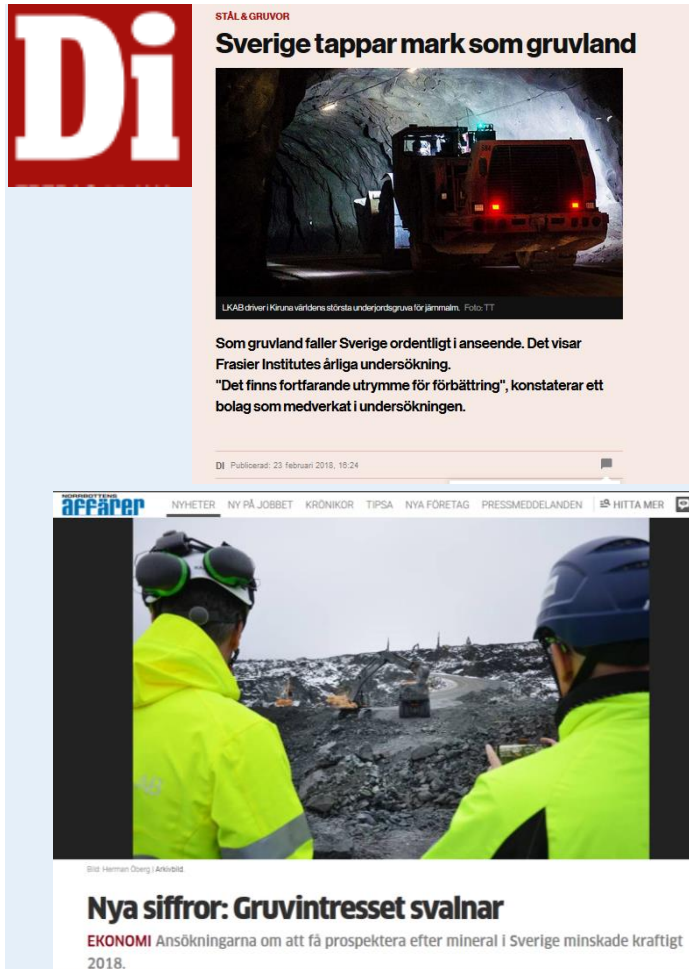 Di
STÅL & GRUVOR
Sverige tappar mark som gruvland
LKAB driver i Kiruna världens största underjordsgruva för järnmalm. Foto: TT
Som gruvland faller Sverige ordentligt i anseende. Det visar
Frasier Institutes årliga undersökning.
"Det finns fortfarande utrymme för förbättring", konstaterar ett
bolag som medverkat i undersökningen.
DI Publicerad: 23 februari 2018, 16:24
NORRBOTTENS
affärer
NYHETER NY PÅ JOBBET KRÖNIKOR TIPSA NYA FÖRETAG PRESSMEDDELANDEN HITTA MER
Bild: Herman Öberg | Arkivbild.
Nya siffror: Gruvintresset svalnar
EKONOMI Ansökningarna om att få prospektera efter mineral i Sverige minskade kraftigt
2018.